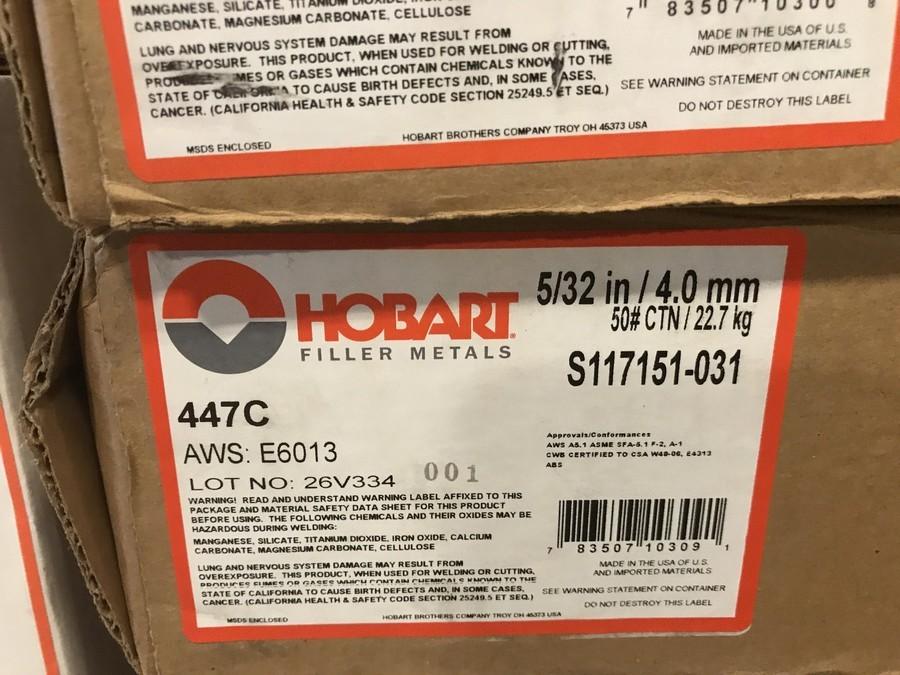 MANGANESE, SILICATE, TITANIUM DIOXIDE,
CARBONATE, MAGNESIUM CARBONATE, CELLULOSE
LUNG AND NERVOUS SYSTEM DAMAGE MAY RESULT FROM
OVEREXPOSURE. THIS PRODUCT, WHEN USED FOR WELDING OR CUTTING,
OR GASES WHICH CONTAIN CHEMICALS KNOWN TO THE
STATE OF CALIFORNIA TO CAUSE BIRTH DEFECTS AND, IN SOME CASES,
CANCER. (CALIFORNIA HEALTH & SAFETY CODE SECTION 25249.5 ET SEQ.)
MSDS ENCLOSED
HOBART BROTHERS COMPANY TROY OH 45373 USA
7 83507 10300 8
MADE IN THE USA OF U.S.
AND IMPORTED MATERIALS
SEE WARNING STATEMENT ON CONTAINER
DO NOT DESTROY THIS LABEL
HOBART
FILLER METALS
5/32 in / 4.0 mm
50# CTN / 22.7 kg
S117151-031
447C
AWS: E6013
LOT NO: 26V334 001
WARNING! READ AND UNDERSTAND WARNING LABEL AFFIXED TO THIS
PACKAGE AND MATERIAL SAFETY DATA SHEET FOR THIS PRODUCT
BEFORE USING. THE FOLLOWING CHEMICALS AND THEIR OXIDES MAY BE
HAZARDOUS DURING WELDING:
MANGANESE, SILICATE, TITANIUM DIOXIDE, IRON OXIDE, CALCIUM
CARBONATE, MAGNESIUM CARBONATE, CELLULOSE
LUNG AND NERVOUS SYSTEM DAMAGE MAY RESULT FROM
OVEREXPOSURE. THIS PRODUCT, WHEN USED FOR WELDING OR CUTTING,
PRODUCES FUMES OR GASES WHICH CONTAIN CHEMICALS KNOWN TO THE
STATE OF CALIFORNIA TO CAUSE BIRTH DEFECTS AND, IN SOME CASES,
CANCER. (CALIFORNIA HEALTH & SAFETY CODE SECTION 25249.5 ET SEQ.)
MSDS ENCLOSED
HOBART BROTHERS COMPANY TROY OH 45373 USA
Approvals/Conformances
AWS A5.1 ASME SFA-5.1 F-2, A-1
CWB CERTIFIED TO CSA W48-06, E4313
ABS
7 83507 10309 1
MADE IN THE USA OF U.S.
AND IMPORTED MATERIALS
SEE WARNING STATEMENT ON CONTAINER
DO NOT DESTROY THIS LABEL